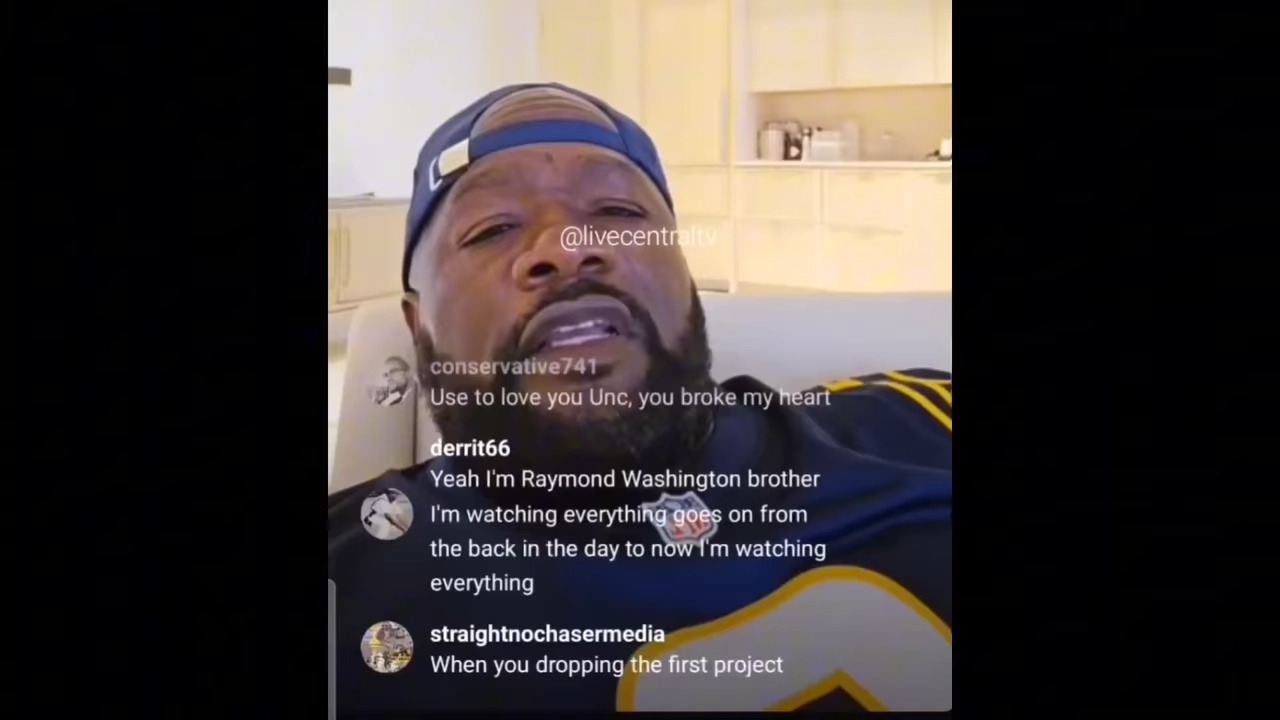 @livecentraltv
conservative741
Use to love you Unc, you broke my heart
derrit66
Yeah I'm Raymond Washington brother
I'm watching everything goes on from
the back in the day to now I'm watching
everything
straightnochasermedia
When you dropping the first project